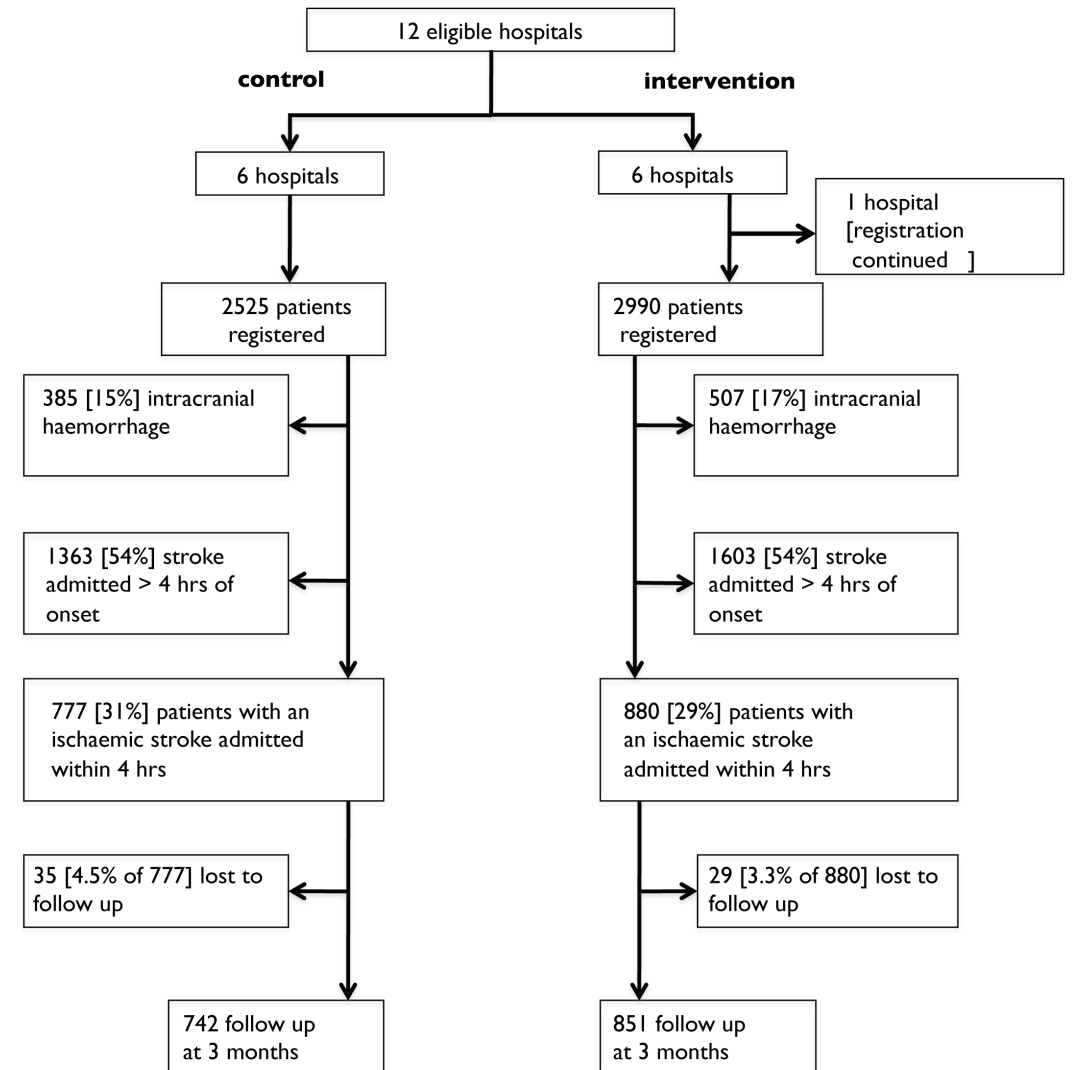 12 eligible hospitals
control
intervention
6 hospitals
6 hospitals
1 hospital
[registration
continued ]
2525 patients
registered
2990 patients
registered
385 [15%] intracranial
haemorrhage
507 [17%] intracranial
haemorrhage
1363 [54%] stroke
admitted > 4 hrs of
onset
1603 [54%] stroke
admitted > 4 hrs of
onset
777 [31%] patients with an
ischaemic stroke admitted
within 4 hrs
880 [29%] patients with
an ischaemic stroke
admitted within 4 hrs
35 [4.5% of 777] lost to
follow up
29 [3.3% of 880] lost to
follow up
742 follow up
at 3 months
851 follow up
at 3 months